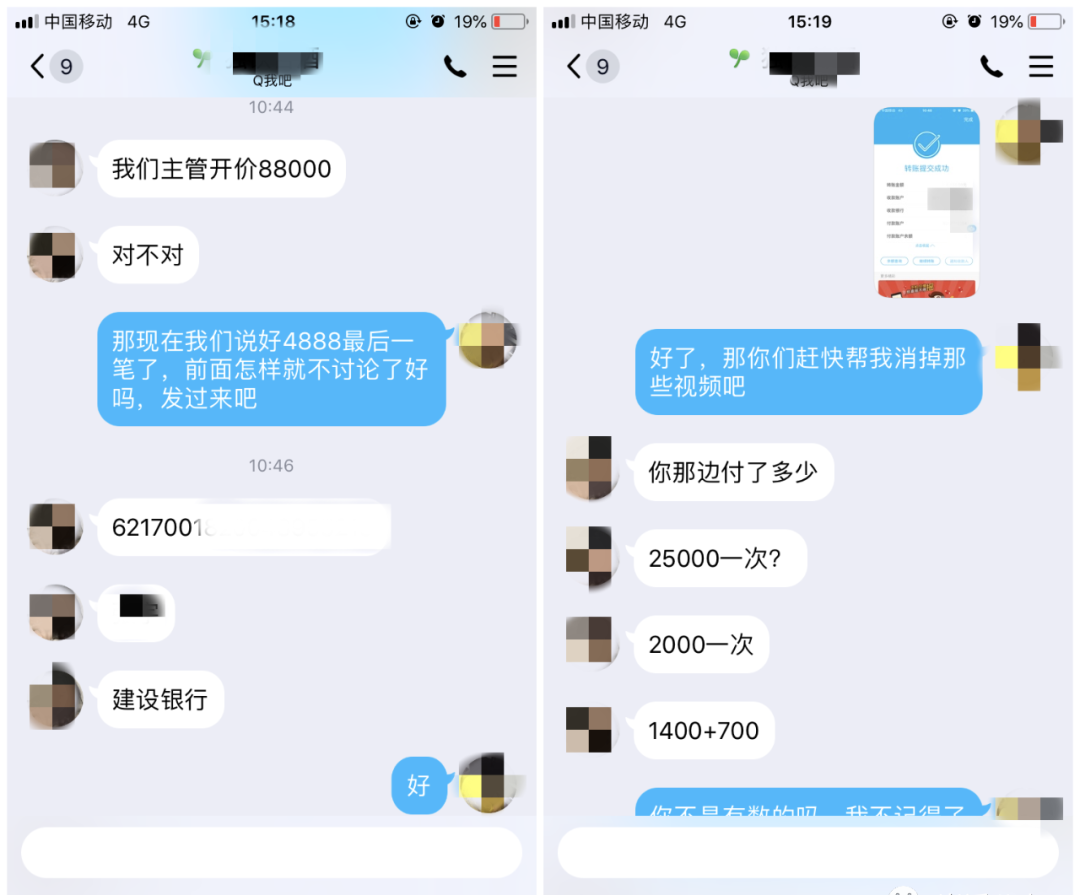 中国移动 4G 15:18 19%
9
Q我吧
10:44
我们主管开价88000
对不对
那现在我们说好4888最后一
笔了，前面怎样就不讨论了好
吗，发过来吧
10:46
6217001
建设银行
好
中国移动 4G 15:19 19%
9
Q我吧
转账提交成功
好了，那你们赶快帮我消掉那
些视频吧
你那边付了多少
25000一次?
2000一次
1400+700
你不是有数的吗，我不记得了